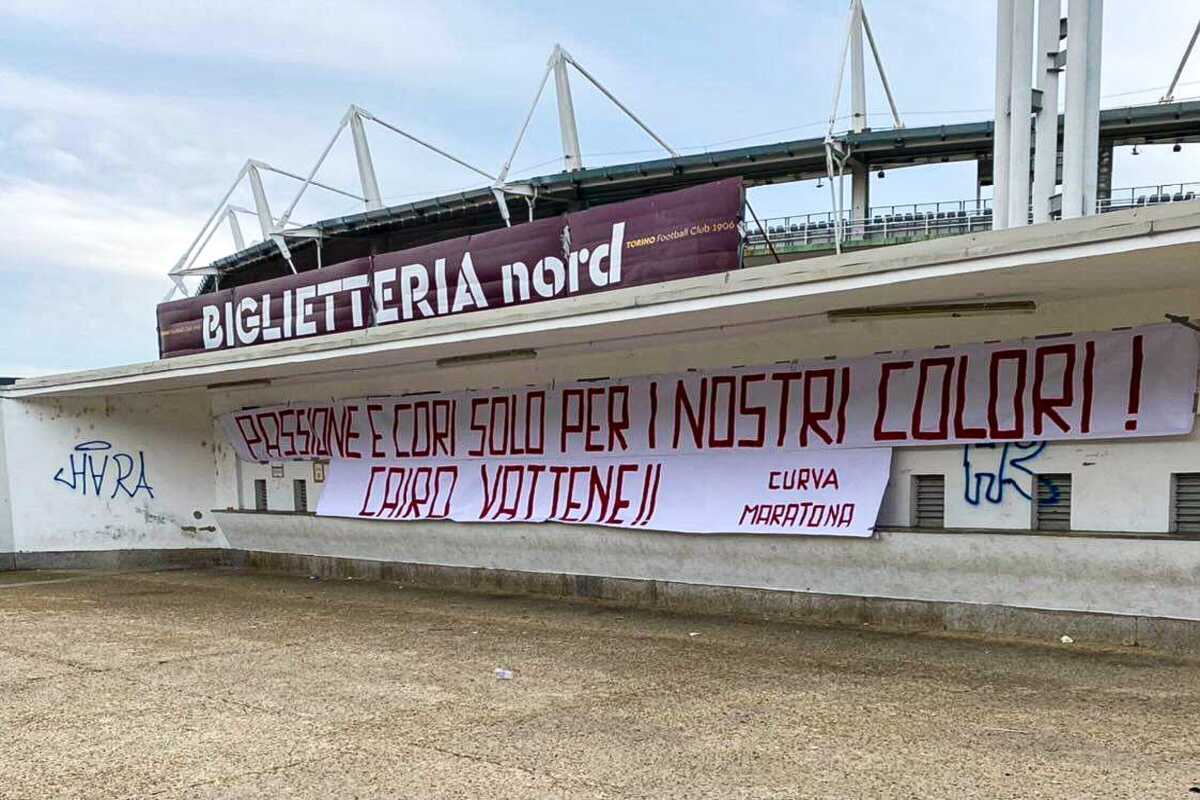 TORINO Football Club 1906
BIGLIETTERIA nord
PASSIONE E CORI SOLO PER I NOSTRI COLORI!
CAIRO VATTENE!!
CURVA
MARATONA